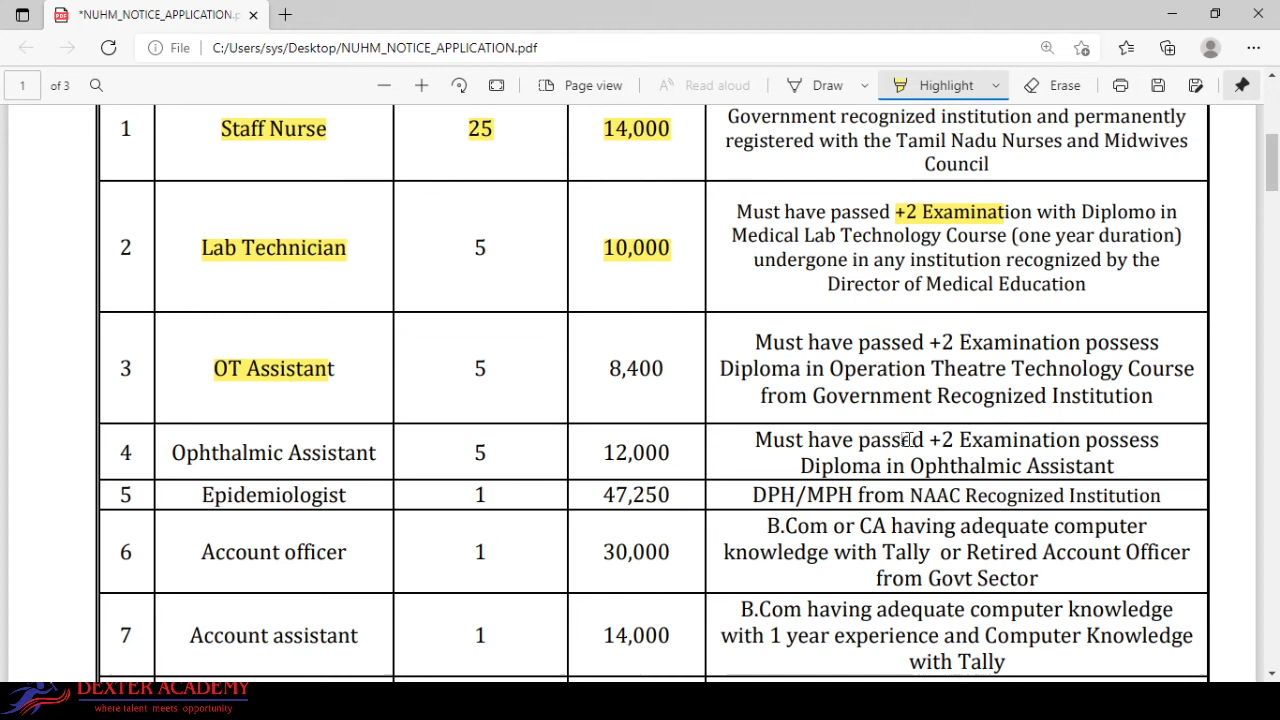 *NUHM_NOTICE_APPLICATION.p
File C:/Users/sys/Desktop/NUHM_NOTICE_APPLICATION.pdf
1 of 3 Page view Read aloud Draw Highlight Erase
1 Staff Nurse 25 14,000 Government recognized institution and permanently
registered with the Tamil Nadu Nurses and Midwives
Council
2 Lab Technician 5 10,000 Must have passed +2 Examination with Diplomo in
Medical Lab Technology Course (one year duration)
undergone in any institution recognized by the
Director of Medical Education
3 OT Assistant 5 8,400 Must have passed +2 Examination possess
Diploma in Operation Theatre Technology Course
from Government Recognized Institution
4 Ophthalmic Assistant 5 12,000 Must have passed +2 Examination possess
Diploma in Ophthalmic Assistant
5 Epidemiologist 1 47,250 DPH/MPH from NAAC Recognized Institution
6 Account officer 1 30,000 B.Com or CA having adequate computer
knowledge with Tally or Retired Account Officer
from Govt Sector
7 Account assistant 1 14,000 B.Com having adequate computer knowledge
with 1 year experience and Computer Knowledge
with Tally
DEXTER ACADEMY
where talent meets opportunity